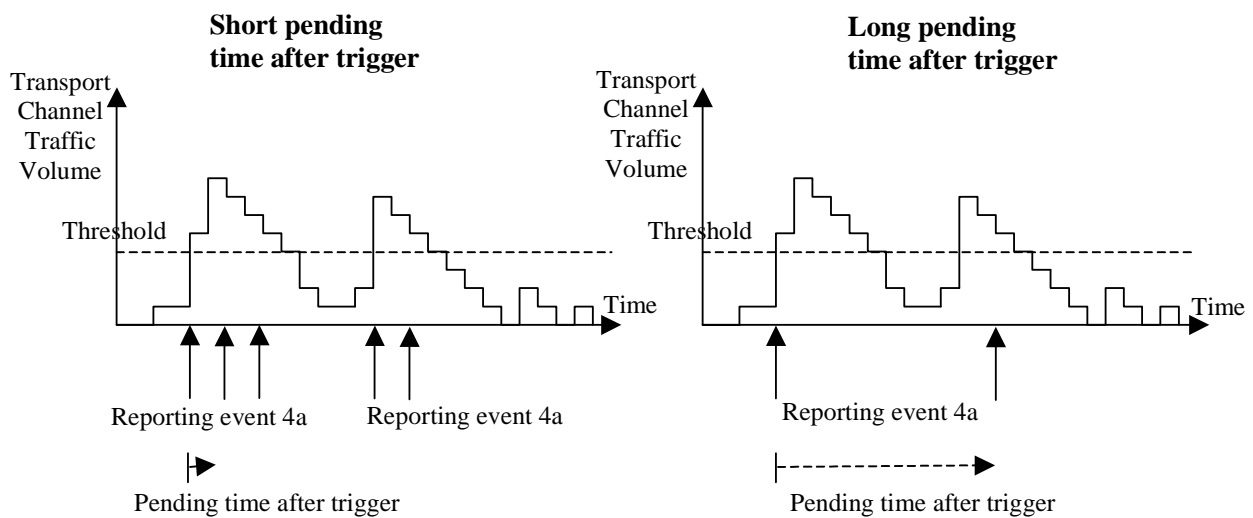 Short pending
time after trigger
Transport
Channel
Traffic
Volume
Threshold
Time
Reporting event 4a
Reporting event 4a
Pending time after trigger
Long pending
time after trigger
Transport
Channel
Traffic
Volume
Threshold
Time
Reporting event 4a
Pending time after trigger